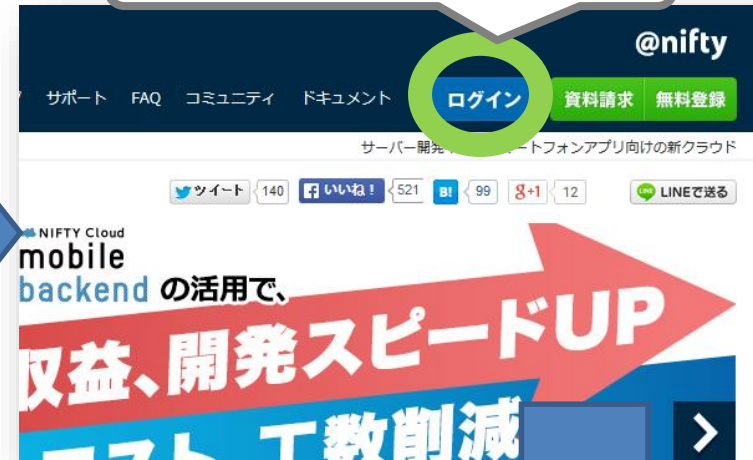 @nifty
サポート FAQ コミュニティ ドキュメント ログイン 資料請求 無料登録
サーバー開発 トフォンアプリ向けの新クラウド
ツイート 140 いいね! 521 B! 99 g+1 12 LINEで送る
NIFTY Cloud
mobile
backend の活用で、
収益、開発スピードUP
コスト、工数削減